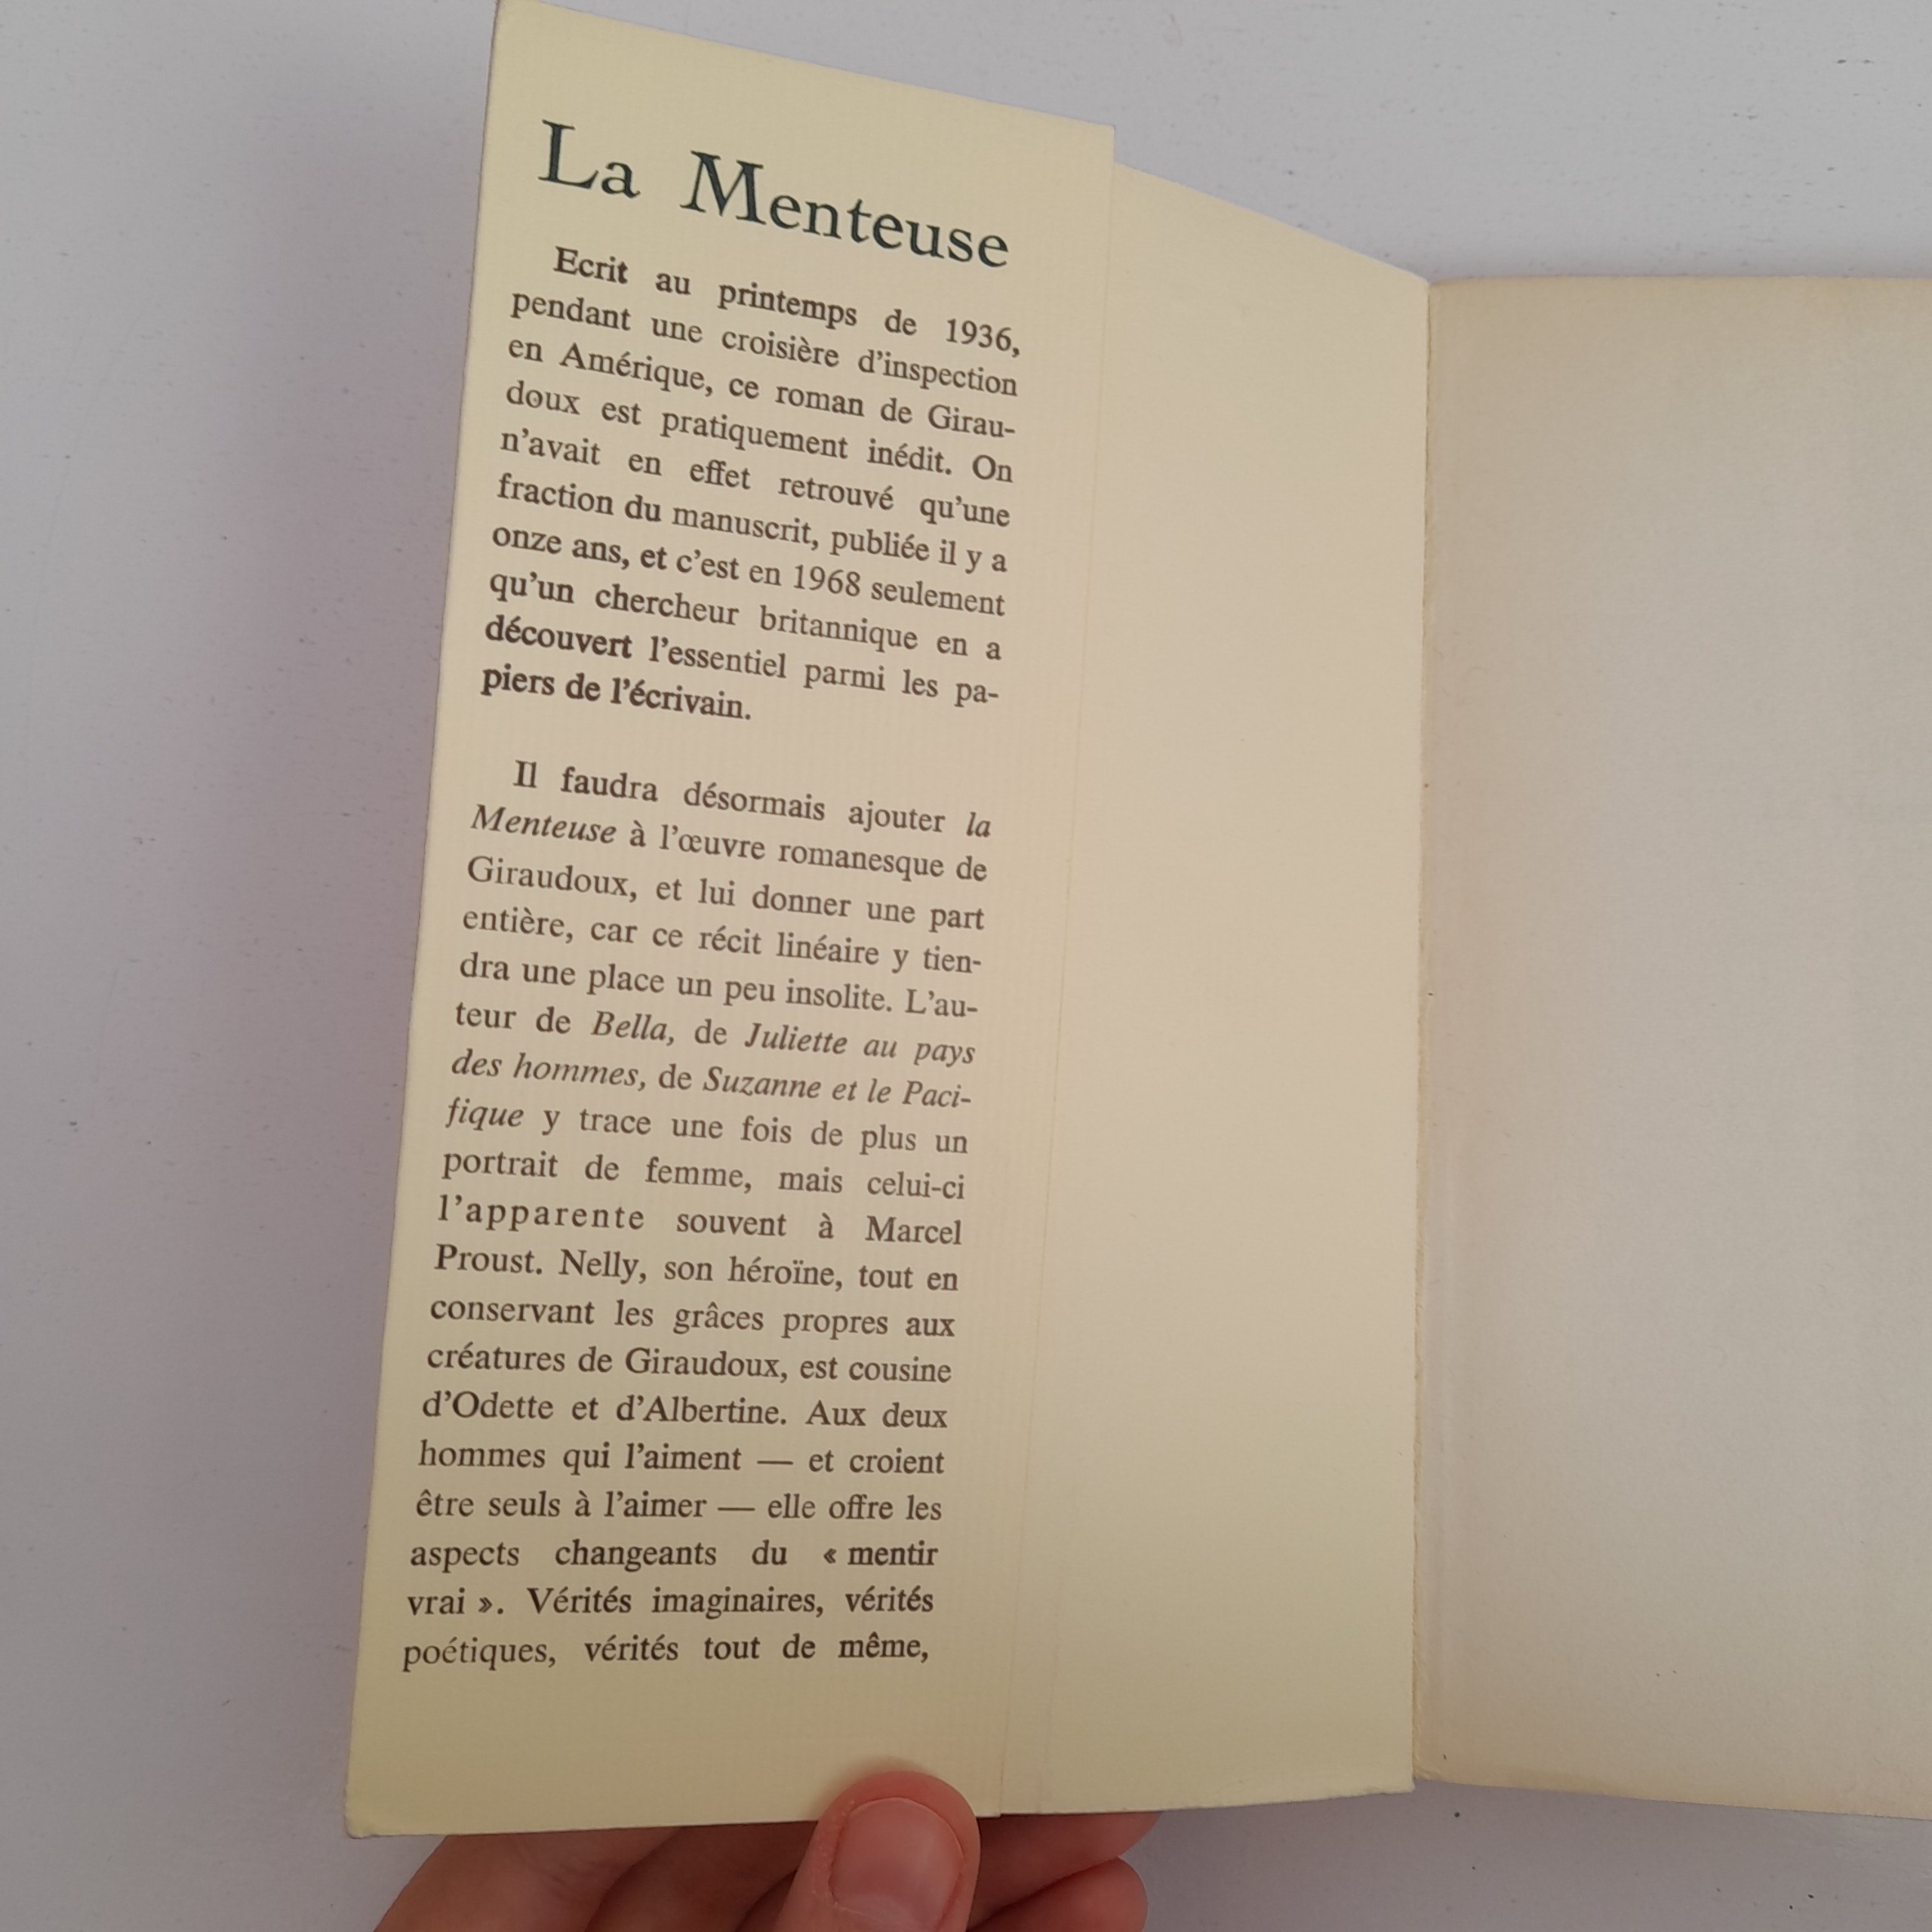 La Menteuse
Ecrit au printemps de 1936,
pendant une croisière d'inspection
en Amérique, ce roman de Girau-
doux est pratiquement inédit. On
n'avait en effet retrouvé qu'une
fraction du manuscrit, publiée il y a
onze ans, et c'est en 1968 seulement
qu'un chercheur britannique en a
découvert l'essentiel parmi les pa-
piers de l'écrivain.
Il faudra désormais ajouter la
Menteuse à l'œuvre romanesque de
Giraudoux, et lui donner une part
entière, car ce récit linéaire y tien-
dra une place un peu insolite. L'au-
teur de Bella, de Juliette au pays
des hommes, de Suzanne et le Paci-
fique y trace une fois de plus un
portrait de femme, mais celui-ci
l'apparente souvent à Marcel
Proust. Nelly, son héroïne, tout en
conservant les grâces propres aux
créatures de Giraudoux, est cousine
d'Odette et d'Albertine. Aux deux
hommes qui l'aiment — et croient
être seuls à l'aimer — elle offre les
aspects changeants du « mentir
vrai ». Vérités imaginaires, vérités
poétiques, vérités tout de même,